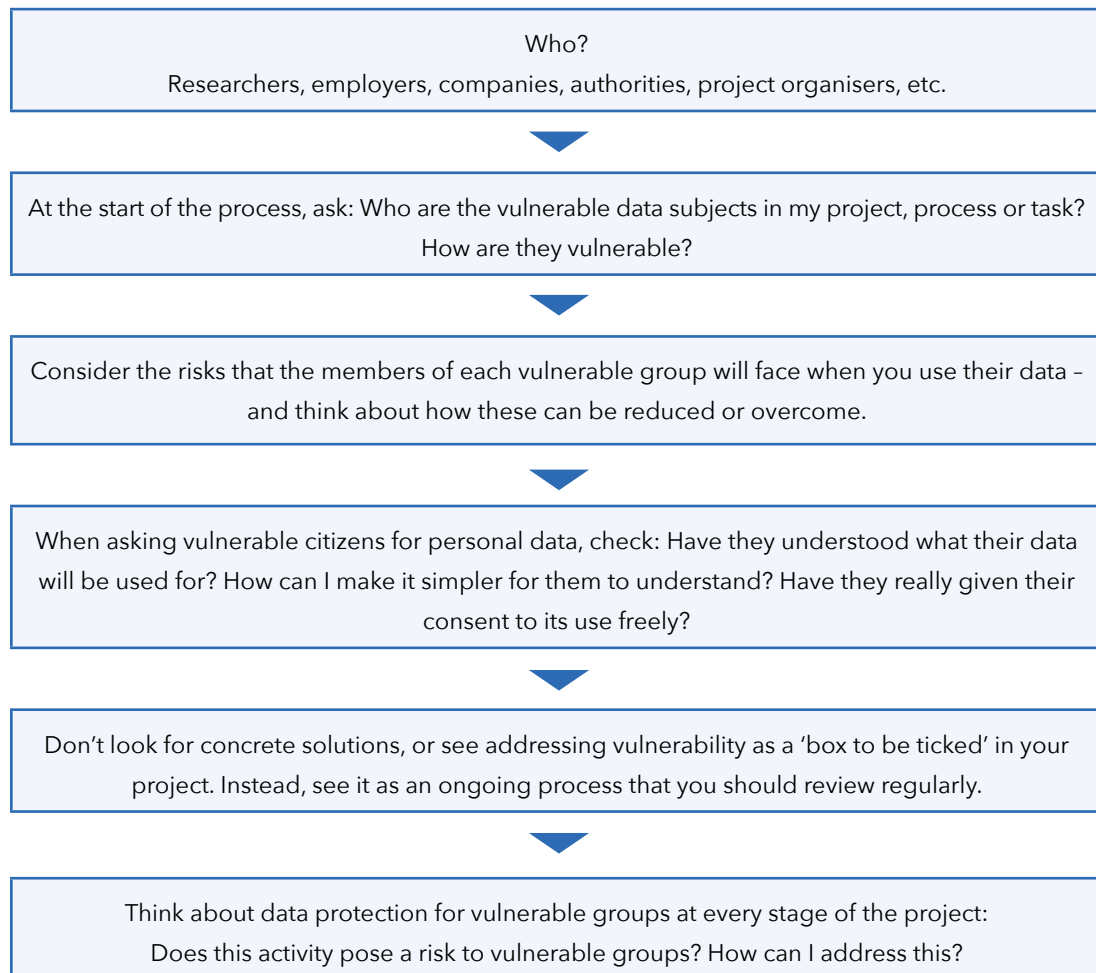 Who?
Researchers, employers, companies, authorities, project organisers, etc.
At the start of the process, ask: Who are the vulnerable data subjects in my project, process or task?
How are they vulnerable?
Consider the risks that the members of each vulnerable group will face when you use their data –
and think about how these can be reduced or overcome.
When asking vulnerable citizens for personal data, check: Have they understood what their data
will be used for? How can I make it simpler for them to understand? Have they really given their
consent to its use freely?
Don’t look for concrete solutions, or see addressing vulnerability as a ‘box to be ticked’ in your
project. Instead, see it as an ongoing process that you should review regularly.
Think about data protection for vulnerable groups at every stage of the project:
Does this activity pose a risk to vulnerable groups? How can I address this?